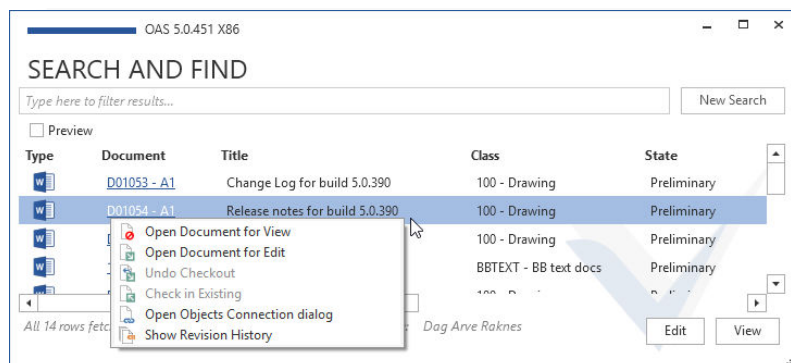 OAS 5.0.451 X86
SEARCH AND FIND
Type here to filter results...
New Search
Preview
Type Document Title Class State
D01053 - A1 Change Log for build 5.0.390 100 - Drawing Preliminary
D01054 - A1 Release notes for build 5.0.390 100 - Drawing Preliminary
Open Document for View
100 - Drawing Preliminary
Open Document for Edit
Undo Checkout
BBTEXT - BB text docs Preliminary
Check in Existing
Open Objects Connection dialog
All 14 rows Dag Arve Raknes
Edit View
Show Revision History